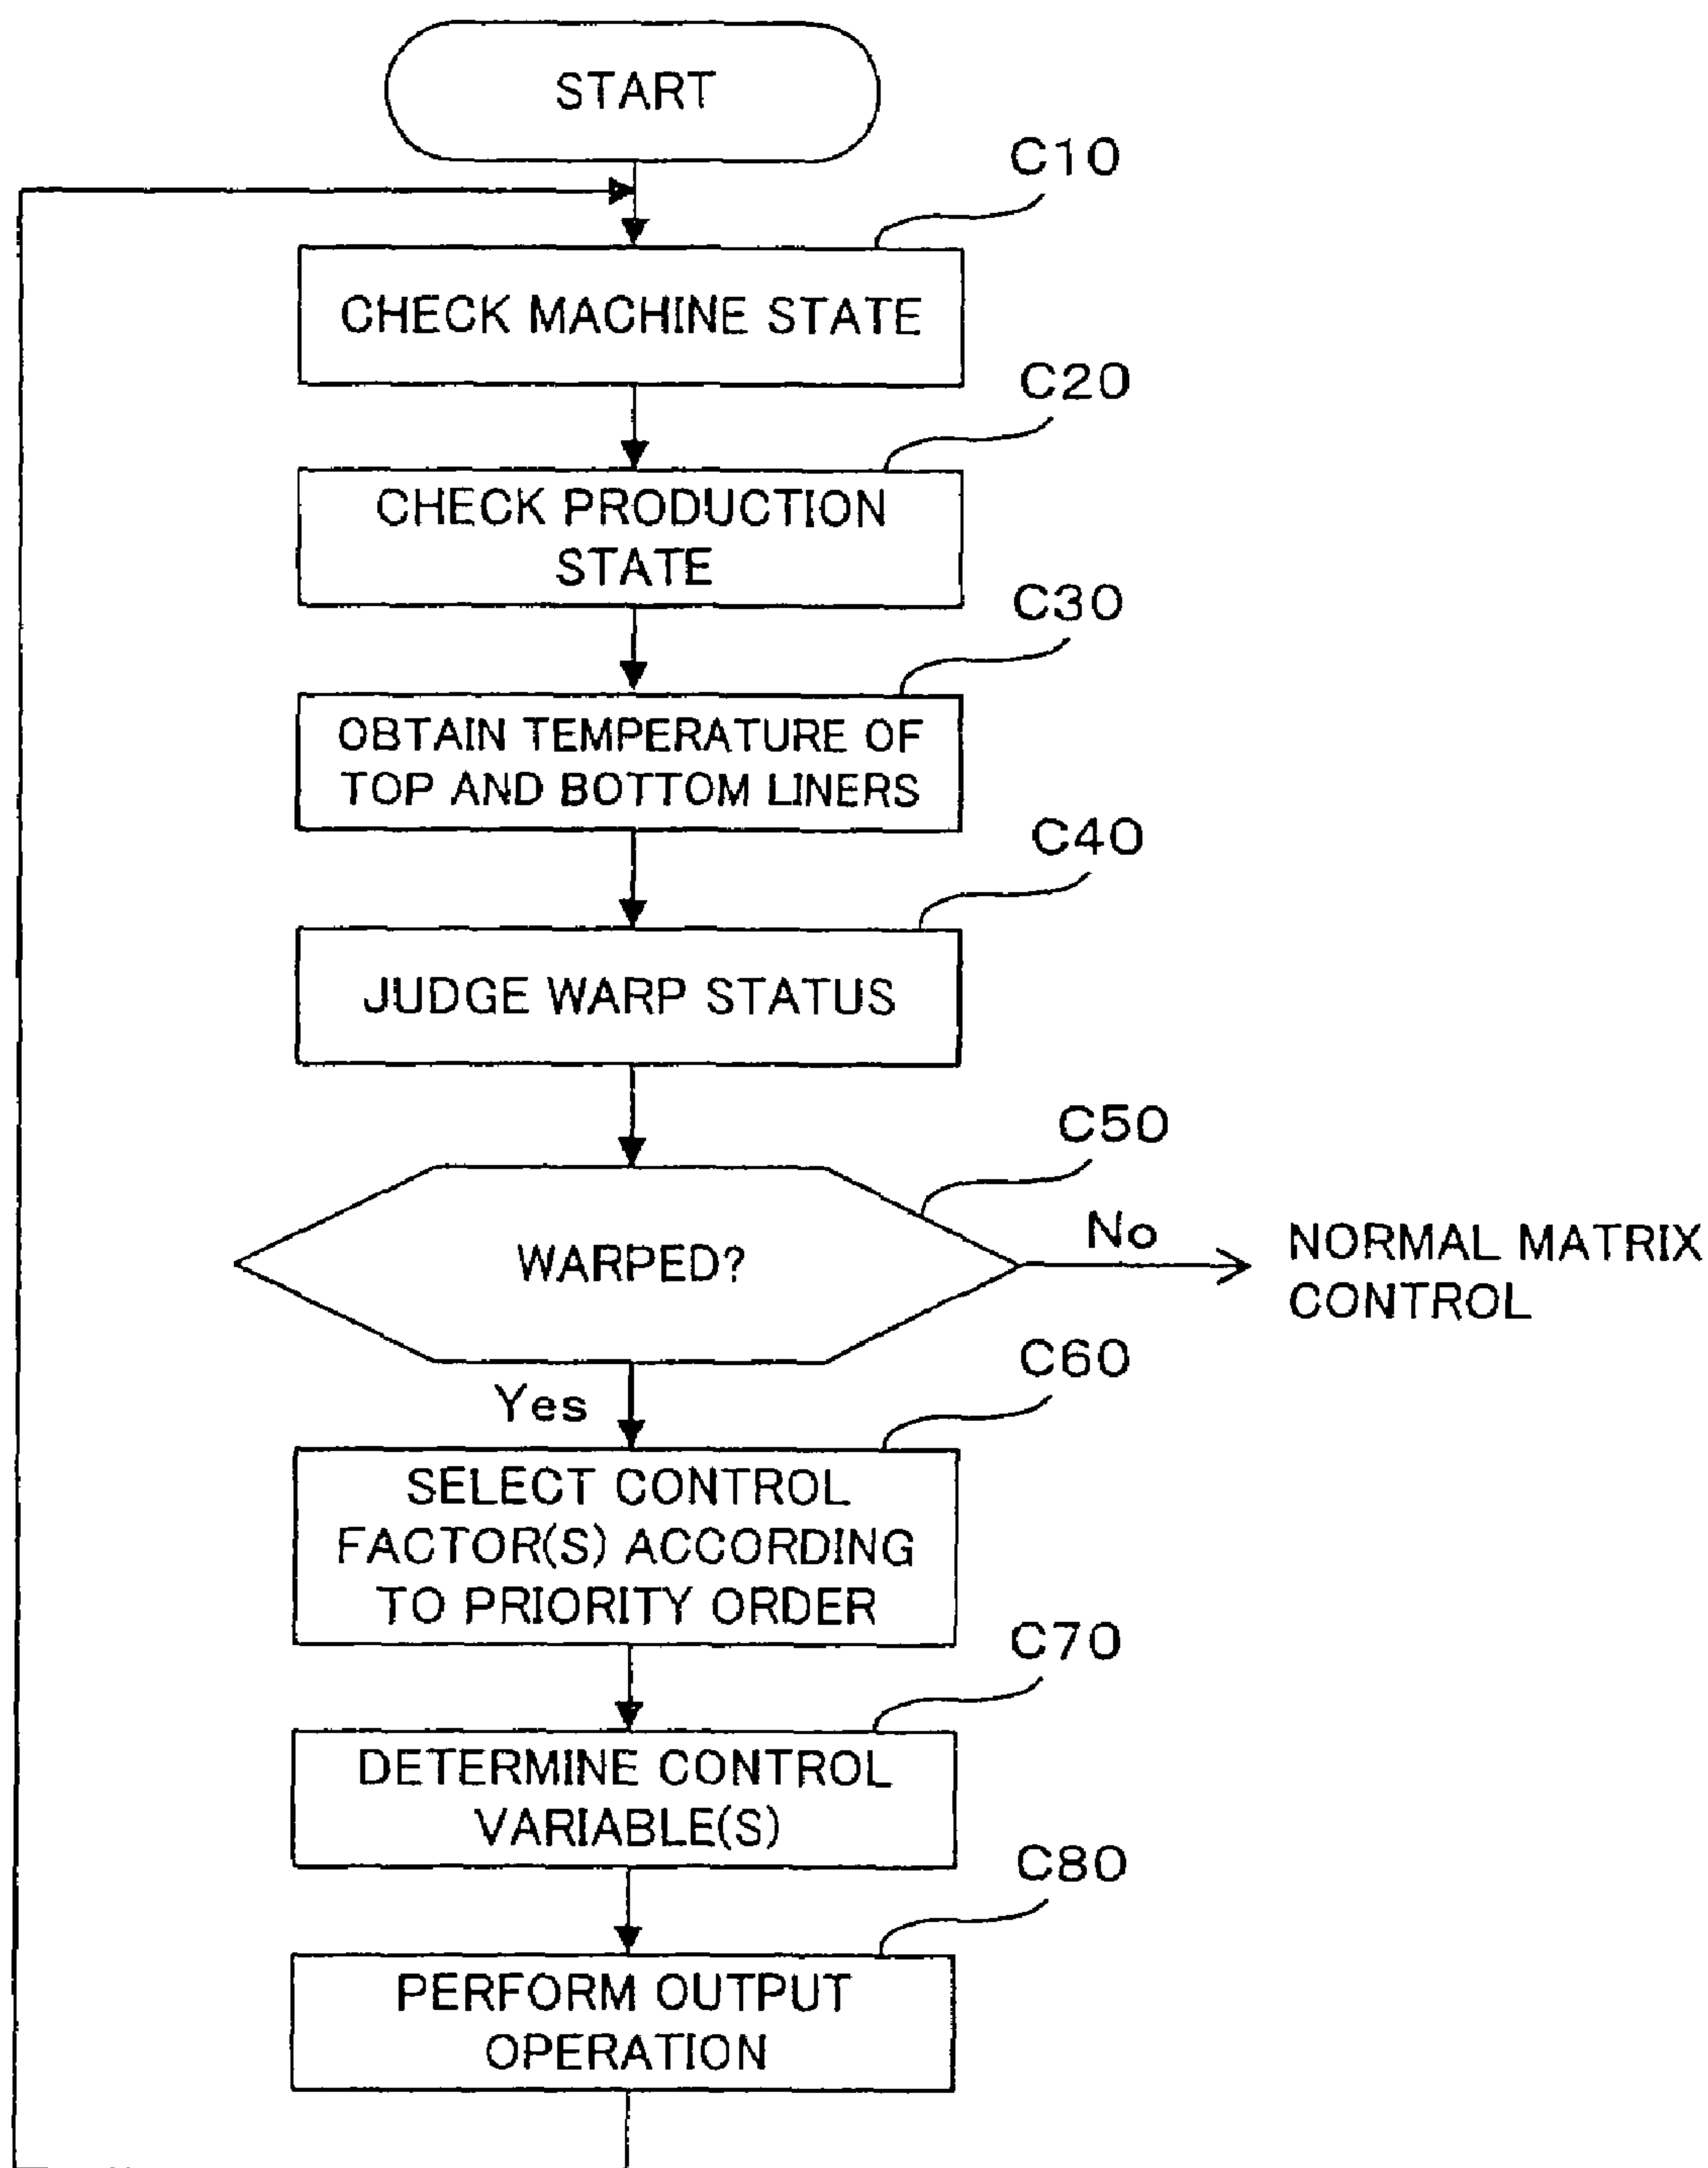 START
C10
CHECK MACHINE STATE
C20
CHECK PRODUCTION
STATE
C30
OBTAIN TEMPERATURE OF
TOP AND BOTTOM LINERS
C40
JUDGE WARP STATUS
C50
WARPED?
No
NORMAL MATRIX
CONTROL
C60
Yes
SELECT CONTROL
FACTOR(S) ACCORDING
TO PRIORITY ORDER
C70
DETERMINE CONTROL
VARIABLE(S)
C80
PERFORM OUTPUT
OPERATION